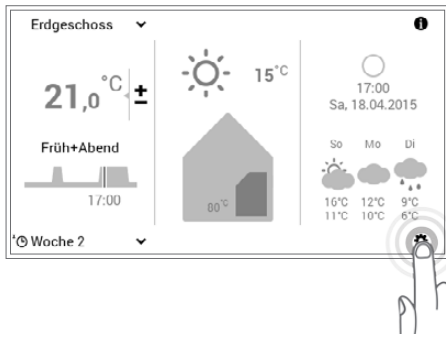 Erdgeschoss
21,0 °C ±
Früh+Abend
17:00
Woche 2
15°C
80°C
17:00
Sa, 18.04.2015
So Mo Di
16°C 12°C 9°C
11°C 10°C 6°C